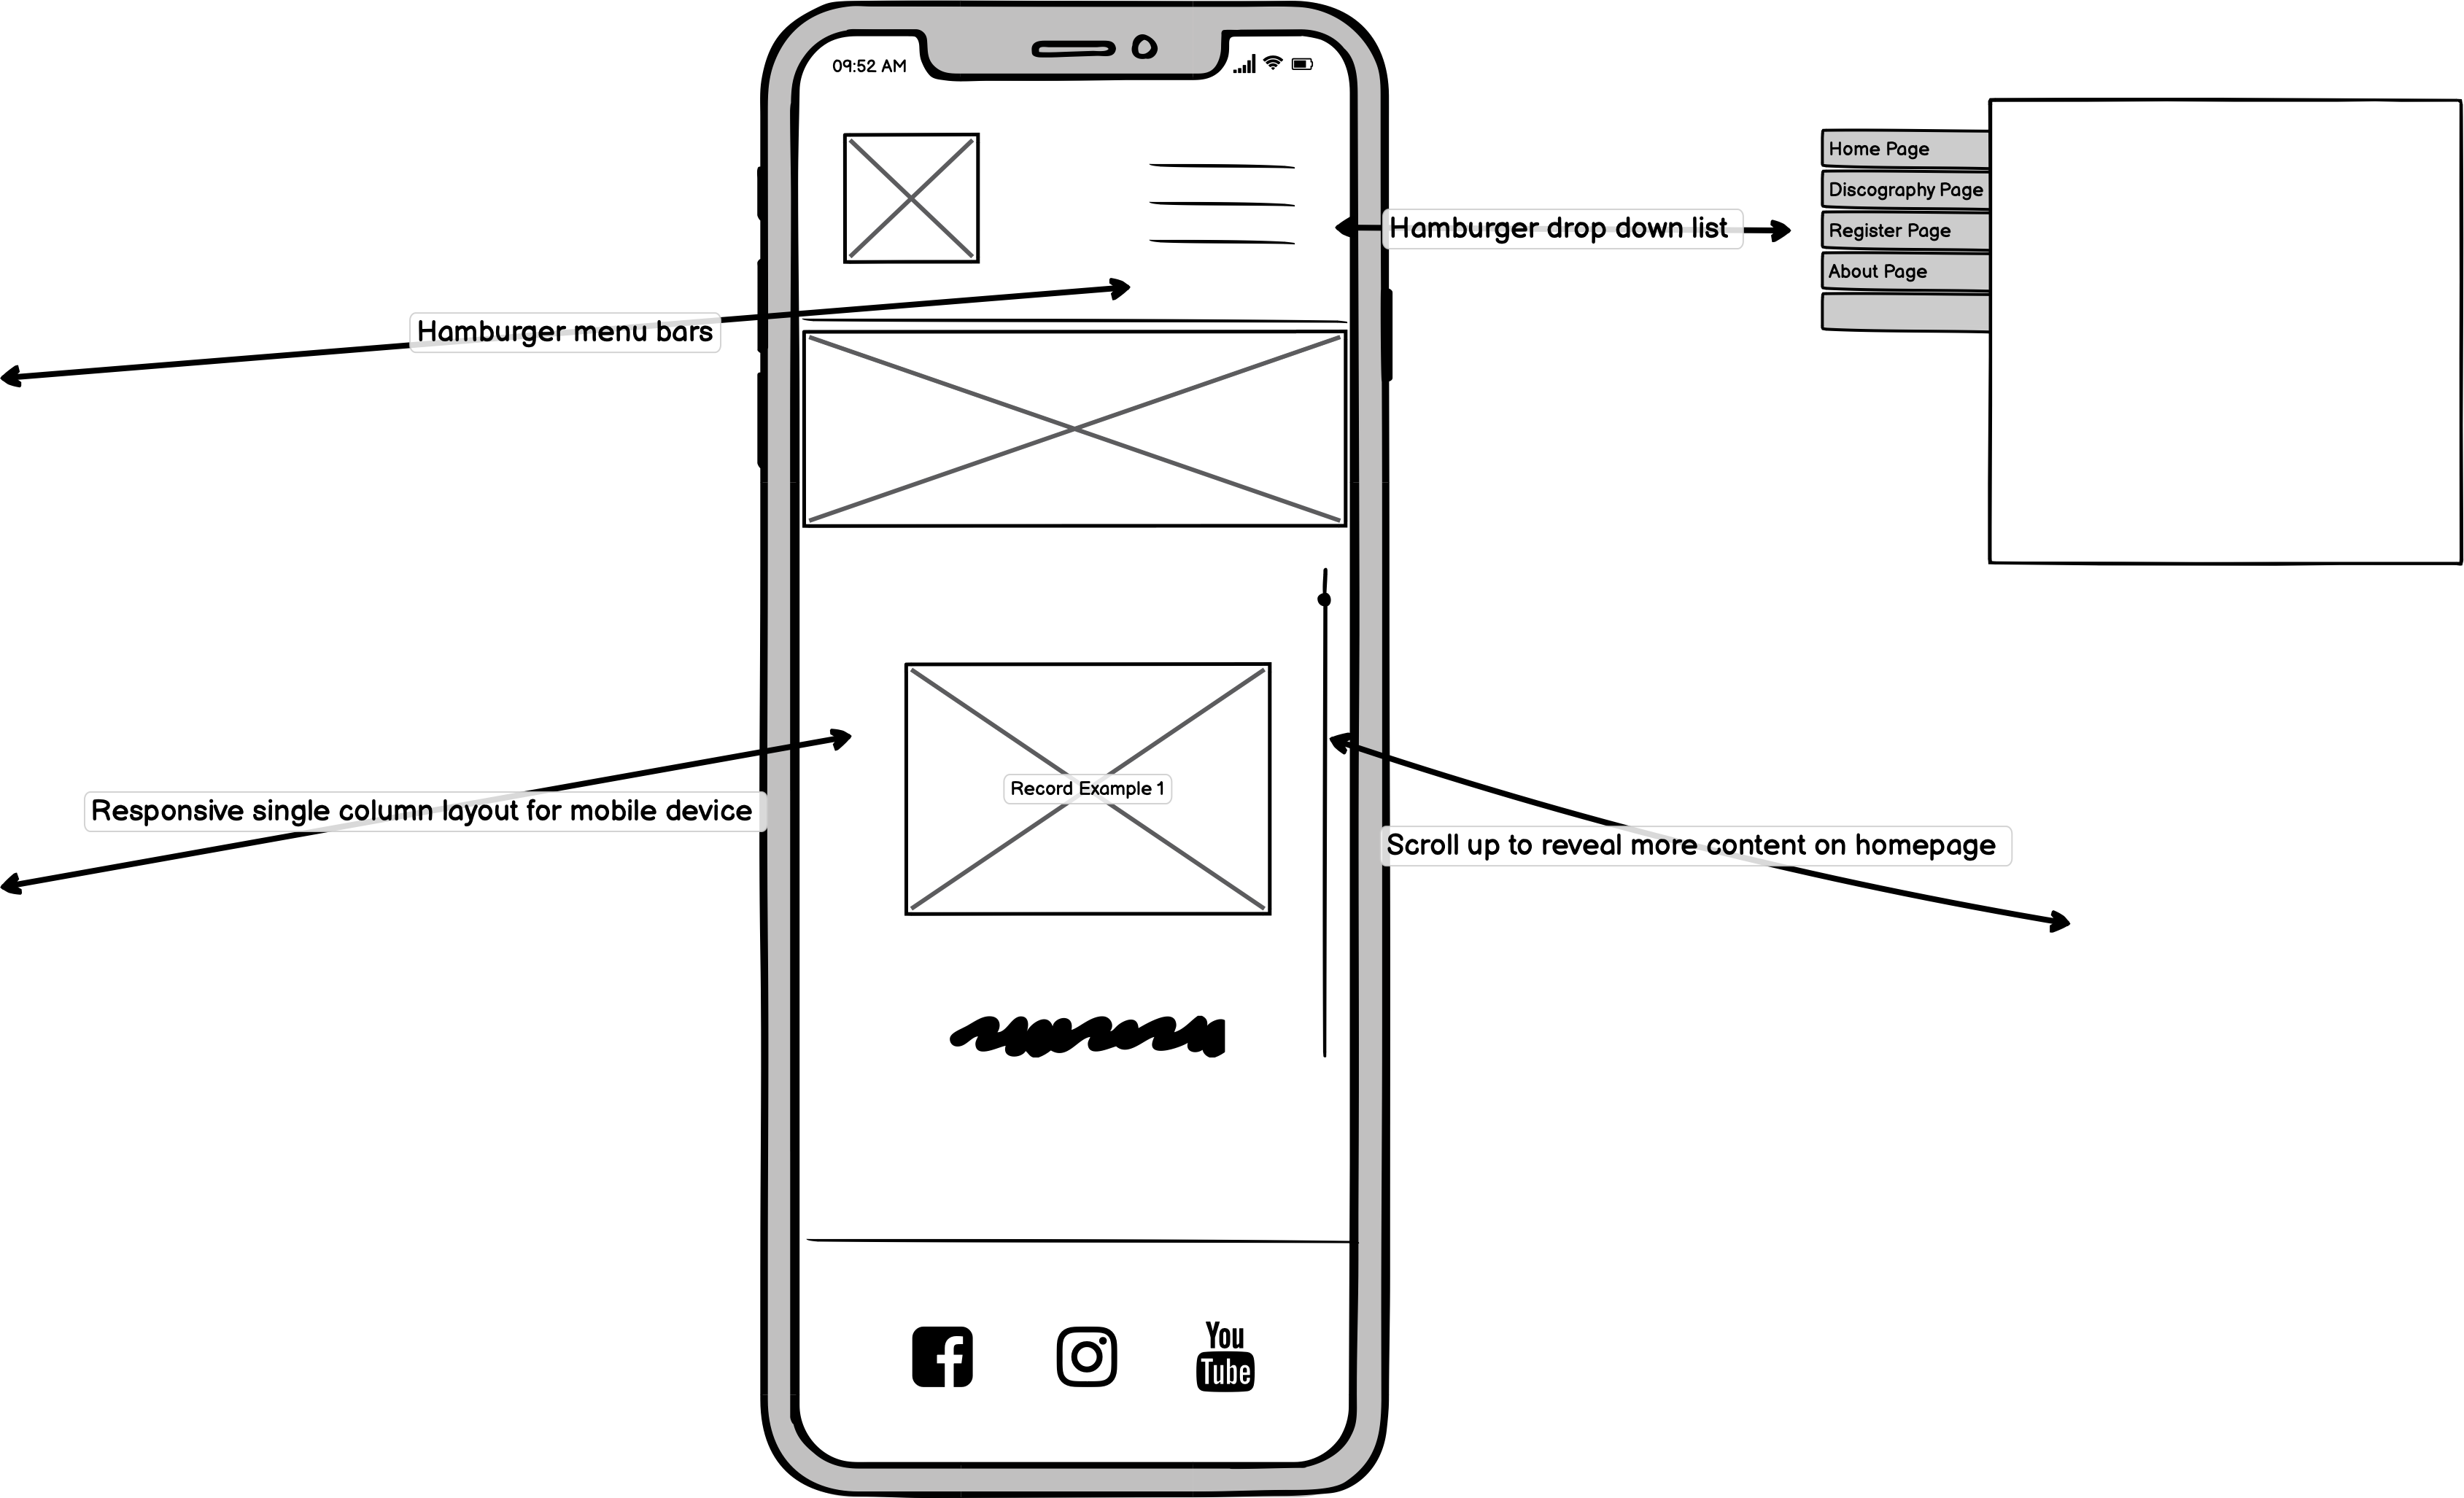 09:52 AM
Home Page
Discography Page
Register Page
About Page
Hamburger drop down list
Hamburger menu bars
Record Example 1
Responsive single column layout for mobile device
Scroll up to reveal more content on homepage
You
Tube